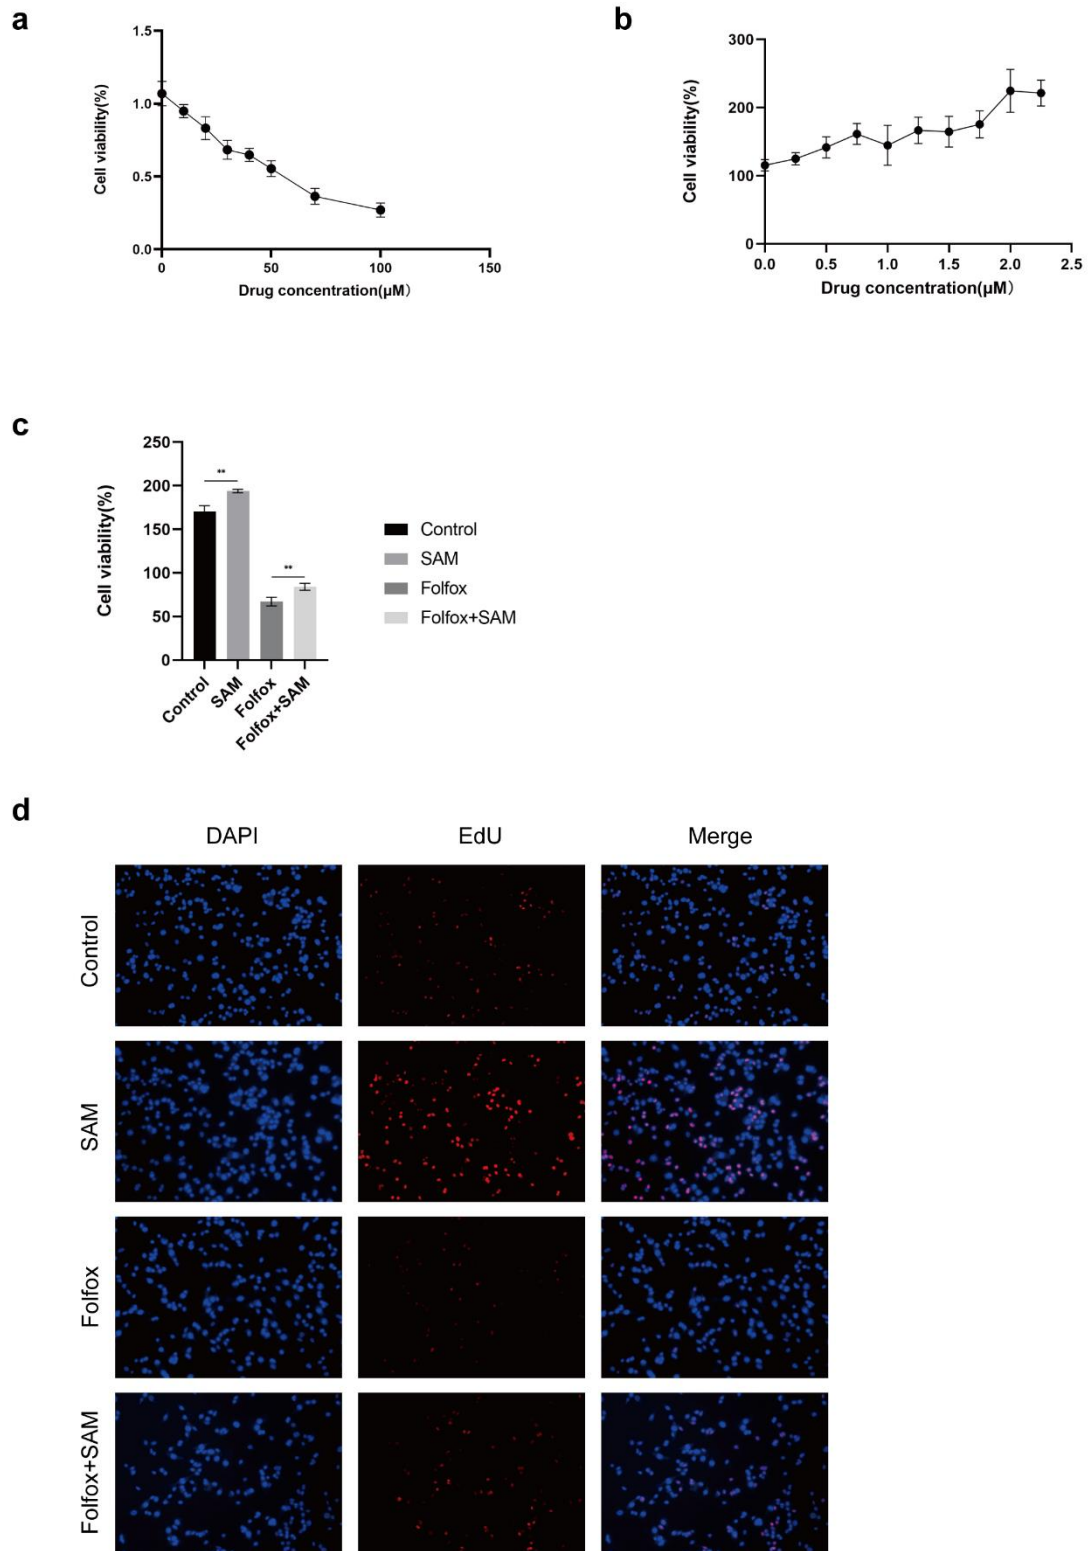 a
1.5
1.0
0.5
0.0
Cell viability(%)
0 50 100 150
Drug concentration(μM)
b
300
200
100
0
Cell viability(%)
0.0 0.5 1.0 1.5 2.0 2.5
Drug concentration(μM)
c
250
200
150
100
50
0
Cell viability(%)
**
**
Control
SAM
Folfox
Folfox+SAM
Control
SAM
Folfox
Folfox+SAM
d
DAPI EdU Merge
Control
SAM
Folfox
Folfox+SAM